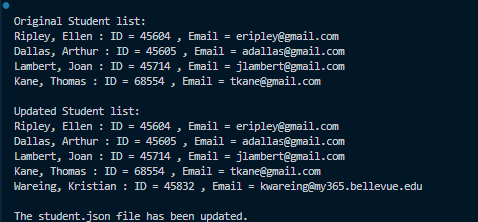 Original Student list:
Ripley, Ellen : ID = 45604 , Email = eripley@gmail.com
Dallas, Arthur : ID = 45605 , Email = adallas@gmail.com
Lambert, Joan : ID = 45714 , Email = jlambert@gmail.com
Kane, Thomas : ID = 68554 , Email = tkane@gmail.com
Updated Student list:
Ripley, Ellen : ID = 45604 , Email = eripley@gmail.com
Dallas, Arthur : ID = 45605 , Email = adallas@gmail.com
Lambert, Joan : ID = 45714 , Email = jlambert@gmail.com
Kane, Thomas : ID = 68554 , Email = tkane@gmail.com
Wareing, Kristian : ID = 45832 , Email = kwareing@my365.bellevue.edu
The student.json file has been updated.